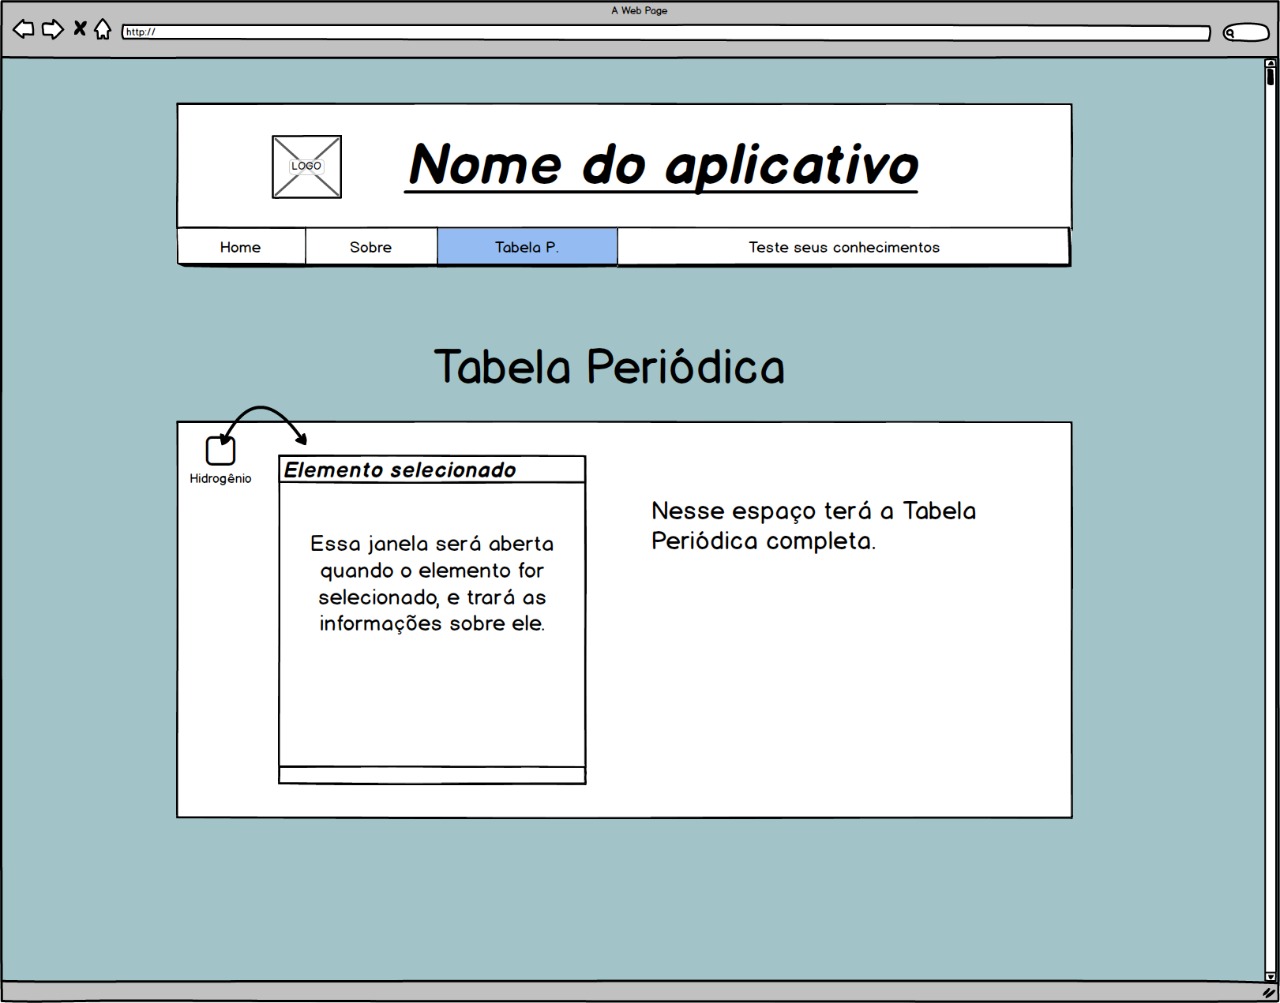 A Web Page
http://
LOGO
Nome do aplicativo
Home
Sobre
Tabela P.
Teste seus conhecimentos
Tabela Periódica
Hidrogênio
Elemento selecionado
Essa janela será aberta
quando o elemento for
selecionado, e trará as
informações sobre ele.
Nesse espaço terá a Tabela
Periódica completa.